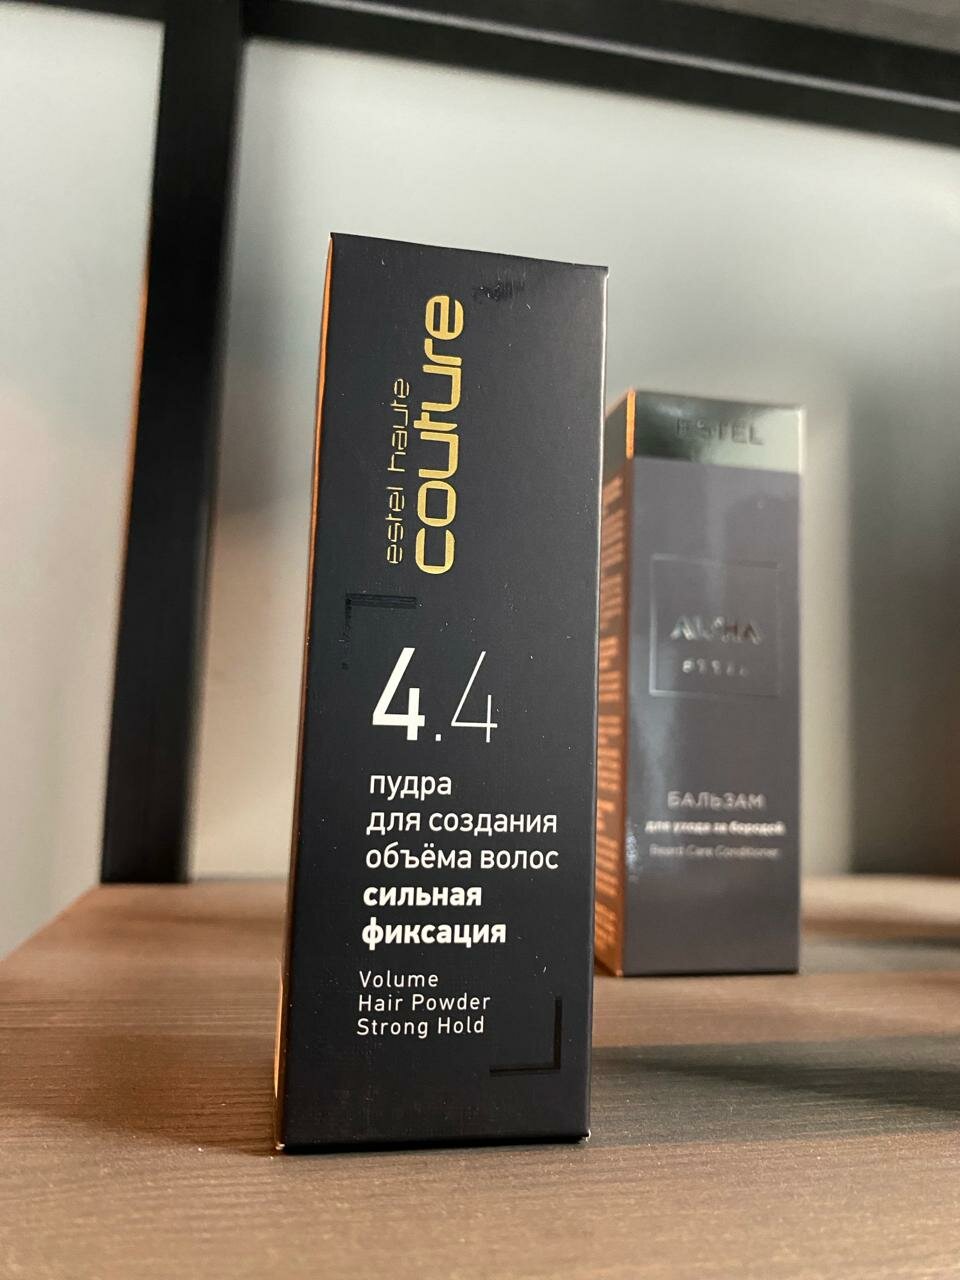 estel haute
couture
4.4
пудра
для создания
объёма волос
сильная
фиксация
Volume
Hair Powder
Strong Hold
ESTEL
ALPHA
БАЛЬЗАМ
для ухода за бородой
Beard Care Conditioner